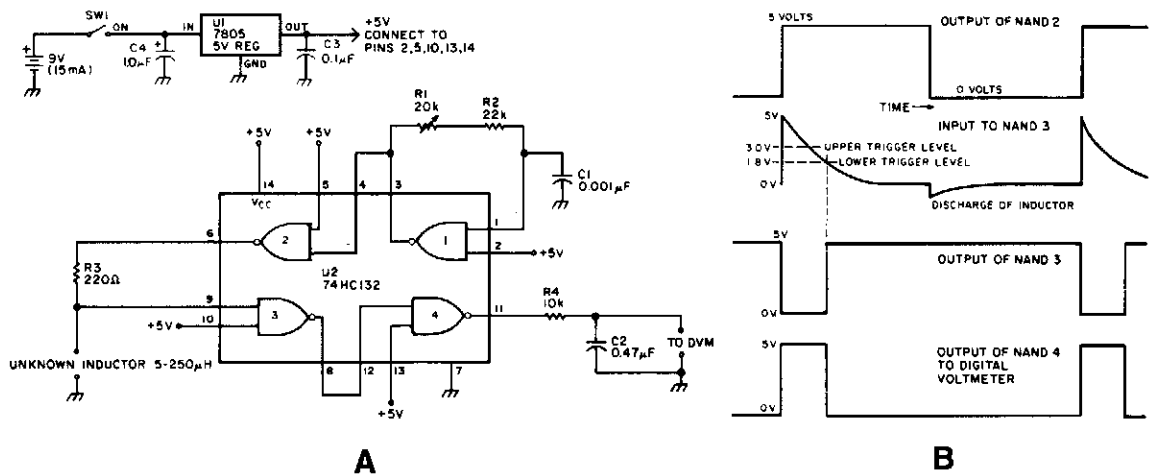 SW1
ON
IN
U1
7805
5V REG
GND
OUT
+5V
CONNECT TO
PINS 2,5,10,13,14
+
9V
(15mA)
C4
1.0µF
+
C3
0.1µF
R1
20k
R2
22k
+5V
+5V
C1
0.001µF
14
5
4
3
Vcc
1
2
+5V
6
2
1
R3
220Ω
U2
74HC132
9
10
+5V
3
4
11
R4
10k
C2
0.47µF
TO DVM
UNKNOWN INDUCTOR 5-250µH
8
12
13
7
+5V
A
5 VOLTS
OUTPUT OF NAND 2
0 VOLTS
TIME
5V
INPUT TO NAND 3
3.0V
UPPER TRIGGER LEVEL
1.8V
LOWER TRIGGER LEVEL
0V
DISCHARGE OF INDUCTOR
5V
OUTPUT OF NAND 3
0V
5V
OUTPUT OF NAND 4
TO DIGITAL
VOLTMETER
0V
B